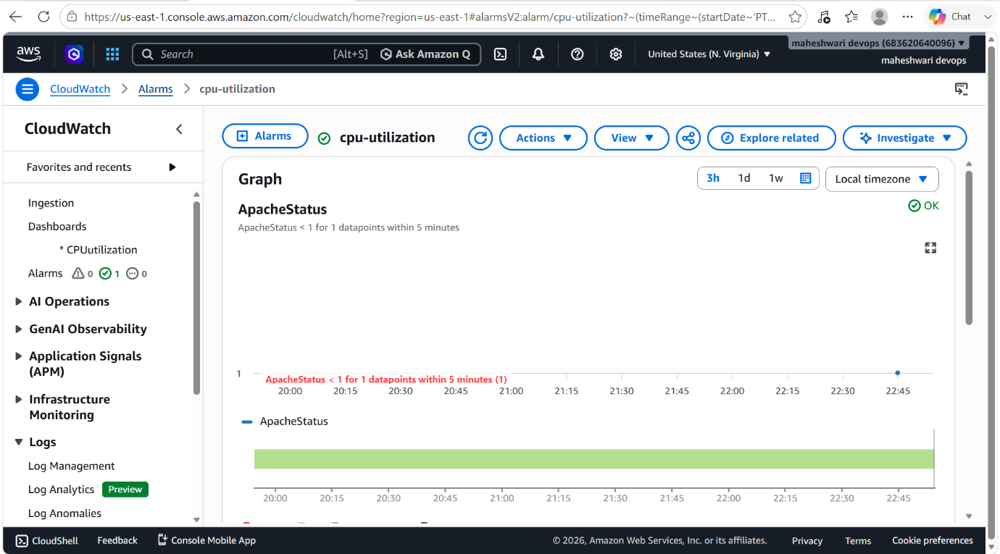 https://us-east-1.console.aws.amazon.com/cloudwatch/home?region=us-east-1#alarmsV2:alarm/cpu-utilization?~(timeRange~(startDate~'PT...
Chat
aws
Search [Alt+S] Ask Amazon Q
United States (N. Virginia)
maheshwari devops (683620640096)
maheshwari devops
CloudWatch > Alarms > cpu-utilization
CloudWatch
Favorites and recents
Ingestion
Dashboards
* CPUutilization
Alarms 0 1 0
AI Operations
GenAI Observability
Application Signals
(APM)
Infrastructure
Monitoring
Logs
Log Management
Log Analytics Preview
Log Anomalies
Alarms cpu-utilization Actions View Explore related Investigate
Graph
3h 1d 1w Local timezone
ApacheStatus
OK
ApacheStatus < 1 for 1 datapoints within 5 minutes
1
ApacheStatus < 1 for 1 datapoints within 5 minutes (1)
20:00 20:15 20:30 20:45 21:00 21:15 21:30 21:45 22:00 22:15 22:30 22:45
ApacheStatus
20:00 20:15 20:30 20:45 21:00 21:15 21:30 21:45 22:00 22:15 22:30 22:45
CloudShell Feedback Console Mobile App © 2026, Amazon Web Services, Inc. or its affiliates. Privacy Terms Cookie preferences